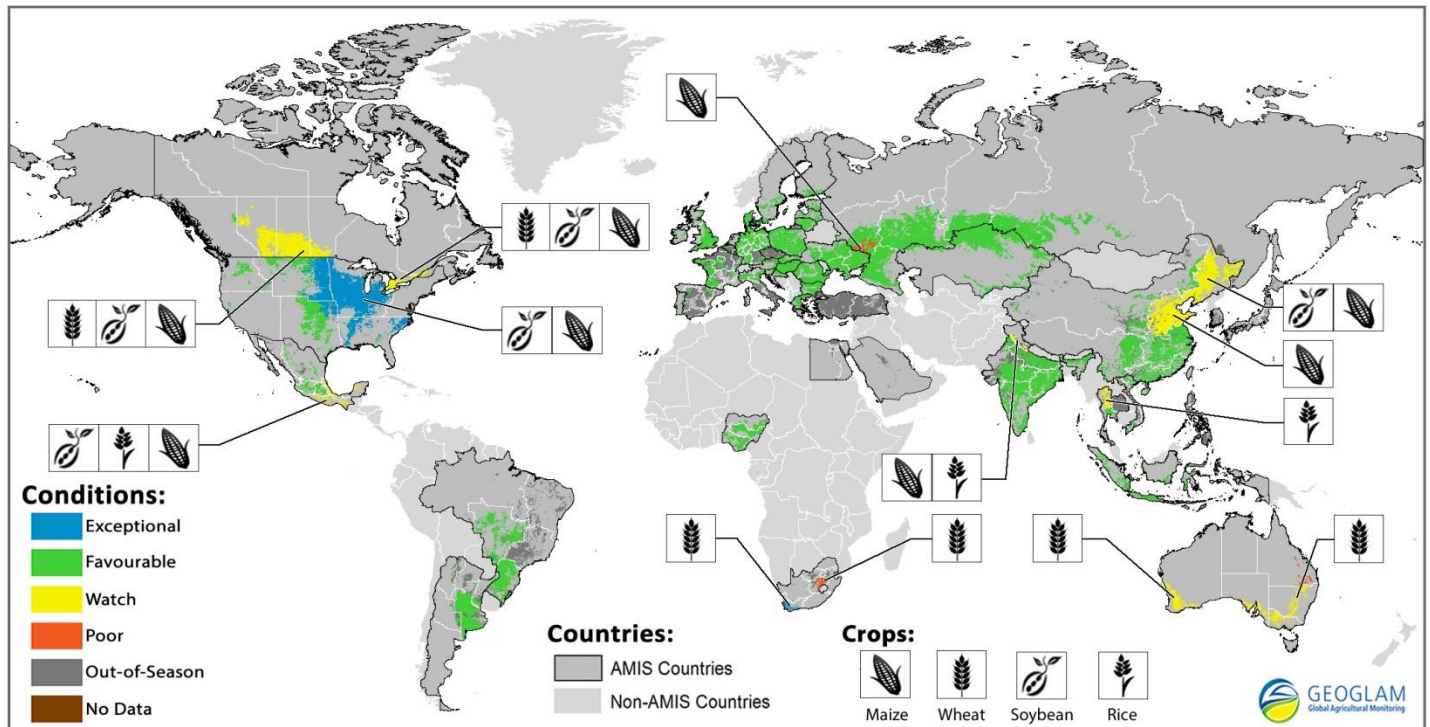 Conditions:
Exceptional
Favourable
Watch
Poor
Out-of-Season
No Data
Countries:
AMIS Countries
Non-AMIS Countries
Crops:
Maize
Wheat
Soybean
Rice
GEOGLAM
Global Agricultural Monitoring